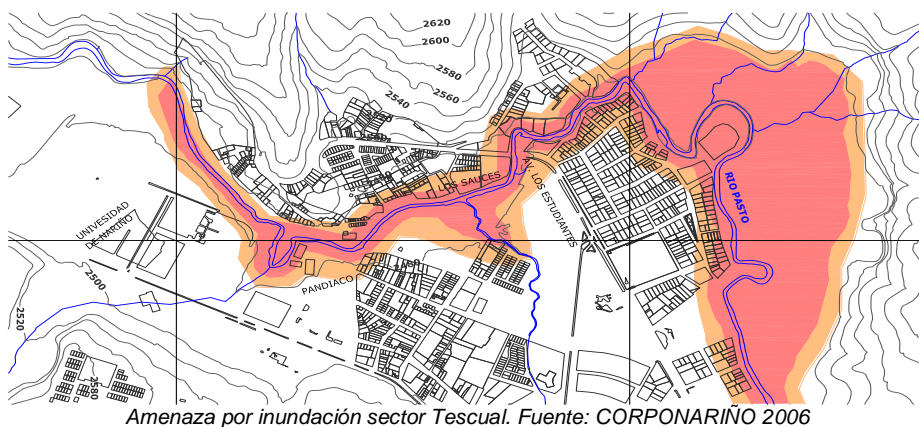 2620
2600
2580
2560
2540
LOS SAUCES
AV. LOS ESTUDIANTES
RIO PASTO
UNIVESIDAD
DE NARIÑO
PANDIACO
2500
2520
2580
Amenaza por inundación sector Tescual. Fuente: CORPONARIÑO 2006